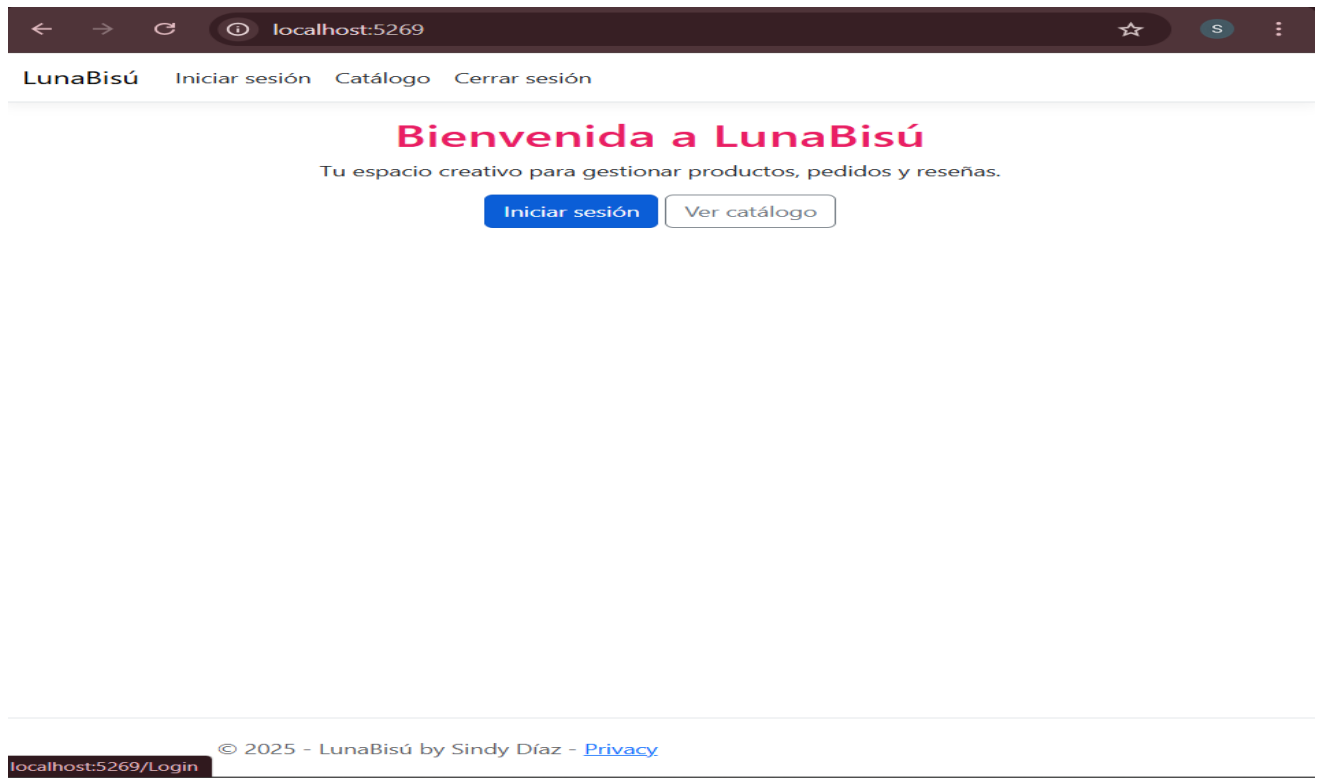 localhost:5269
S
LunaBisú Iniciar sesión Catálogo Cerrar sesión
Bienvenida a LunaBisú
Tu espacio creativo para gestionar productos, pedidos y reseñas.
Iniciar sesión Ver catálogo
© 2025 - LunaBisú by Sindy Díaz - Privacy
localhost:5269/Login